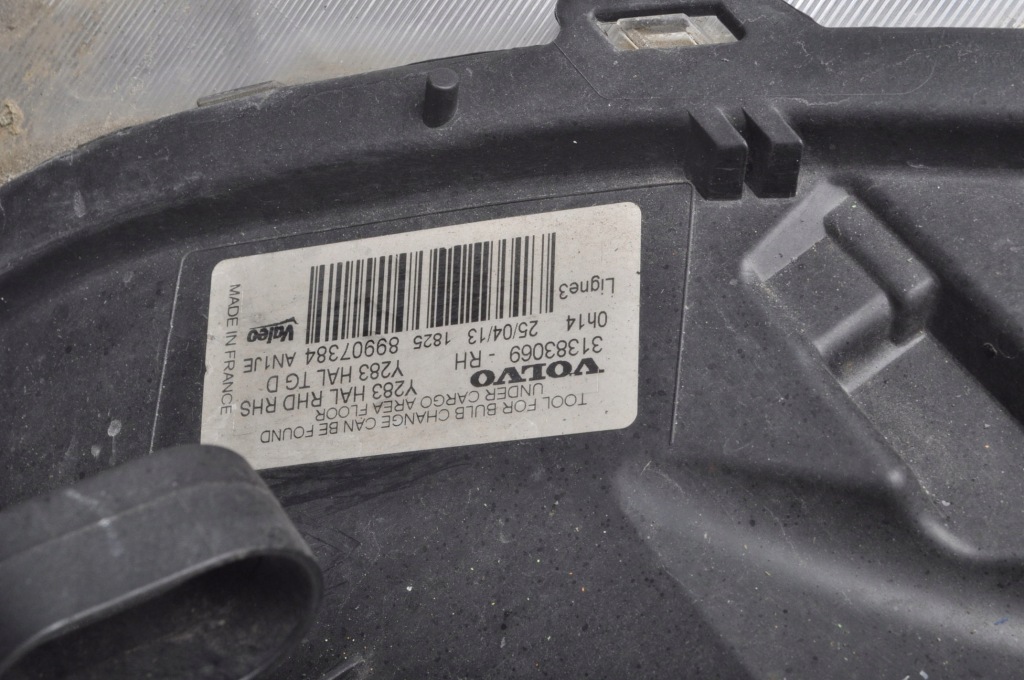 TOOL FOR BULB CHANGE CAN BE FOUND
UNDER CARGO AREA FLOOR
VOLVO
Y283 HAL RHD RHS
31383069 - RH
Y283 HAL TG D
0h14 25/04/13 1825 89907384 AN1JE
Ligne3
Valeo
MADE IN FRANCE